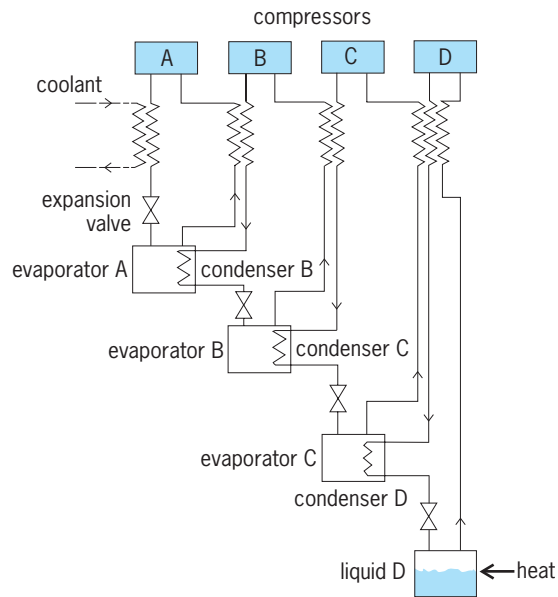 compressors
A
B
C
D
coolant
expansion
valve
evaporator A
condenser B
evaporator B
condenser C
evaporator C
condenser D
liquid D
heat